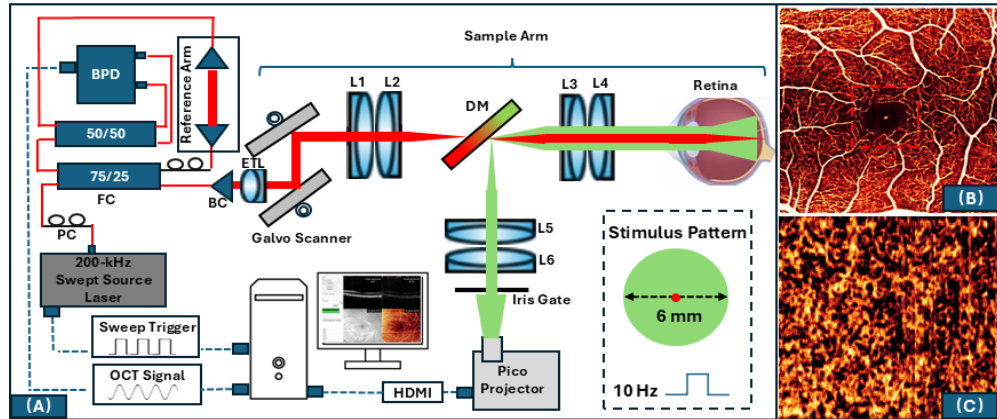 Sample Arm
BPD
Reference Arm
L1 L2
L3 L4
DM
Retina
50/50
ETL
75/25
FC
BC
PC
Galvo Scanner
200-kHz
Swept Source
Laser
L5
L6
Iris Gate
Stimulus Pattern
6 mm
10 Hz
Sweep Trigger
OCT Signal
HDMI
Pico
Projector
(A)
(B)
(C)